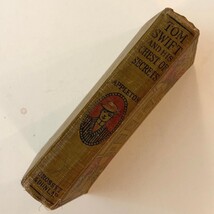 TOM
SWIFT
AND HIS
CHEST OF
SECRETS
APPLETON